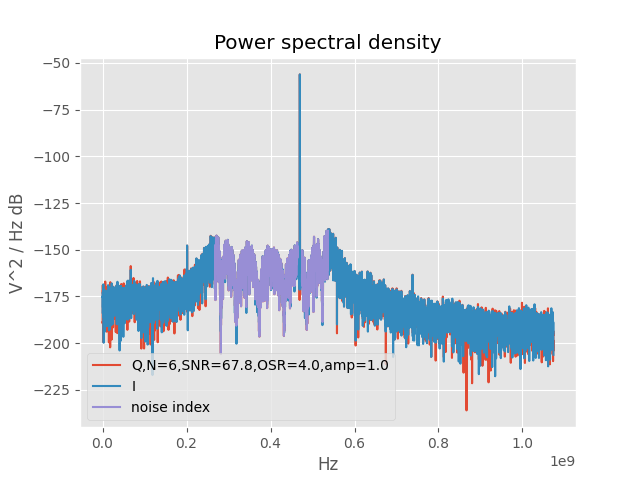 Power spectral density
−50
−75
−100
−125
−150
−175
−200
−225
V^2 / Hz dB
Q,N=6,SNR=67.8,OSR=4.0,amp=1.0
I
noise index
0.0 0.2 0.4 0.6 0.8 1.0
1e9
Hz